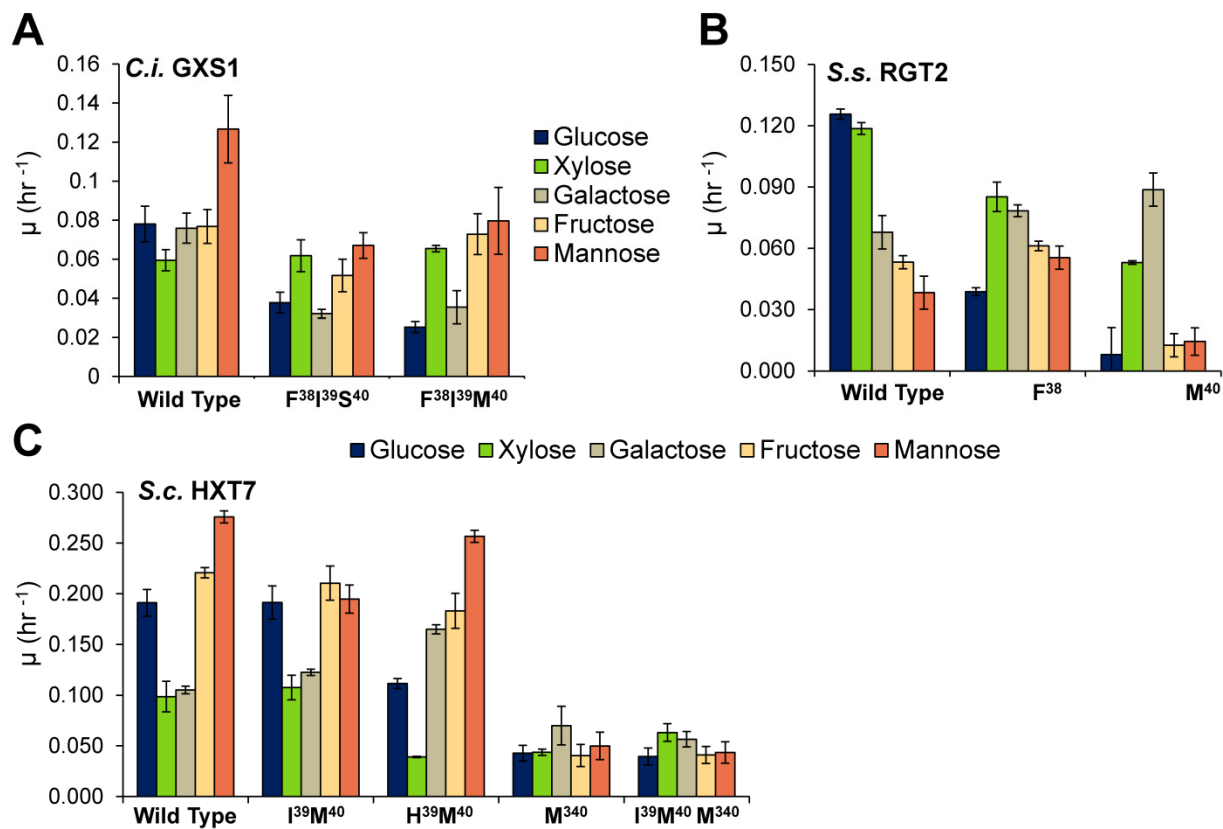 A
C.i. GXS1
0.16
0.14
0.12
0.10
0.08
0.06
0.04
0.02
0
μ (hr ⁻¹)
Wild Type F³⁸I³⁹S⁴⁰ F³⁸I³⁹M⁴⁰
Glucose
Xylose
Galactose
Fructose
Mannose
B
S.s. RGT2
0.150
0.120
0.090
0.060
0.030
0.000
μ (hr ⁻¹)
Wild Type F³⁸ M⁴⁰
C
Glucose Xylose Galactose Fructose Mannose
S.c. HXT7
0.300
0.250
0.200
0.150
0.100
0.050
0.000
μ (hr ⁻¹)
Wild Type I³⁹M⁴⁰ H³⁹M⁴⁰ M³⁴⁰ I³⁹M⁴⁰ M³⁴⁰